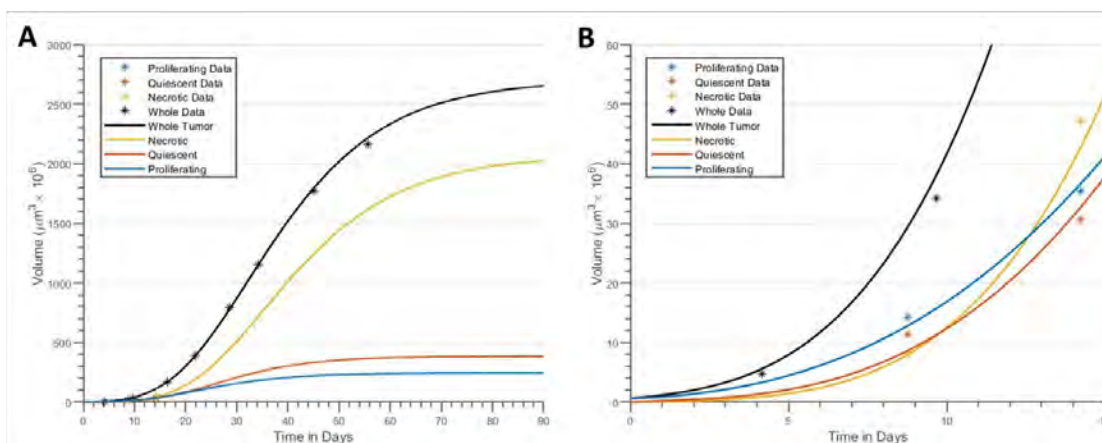 A
Volume (μm³ × 10⁶)
3000
2500
2000
1500
1000
500
0
Proliferating Data
Quiescent Data
Necrotic Data
Whole Data
Whole Tumor
Necrotic
Quiescent
Proliferating
0 10 20 30 40 50 60 70 80 90
Time in Days
B
Volume (μm³ × 10⁶)
60
50
40
30
20
10
0
Proliferating Data
Quiescent Data
Necrotic Data
Whole Data
Whole Tumor
Necrotic
Quiescent
Proliferating
0 5 10
Time in Days